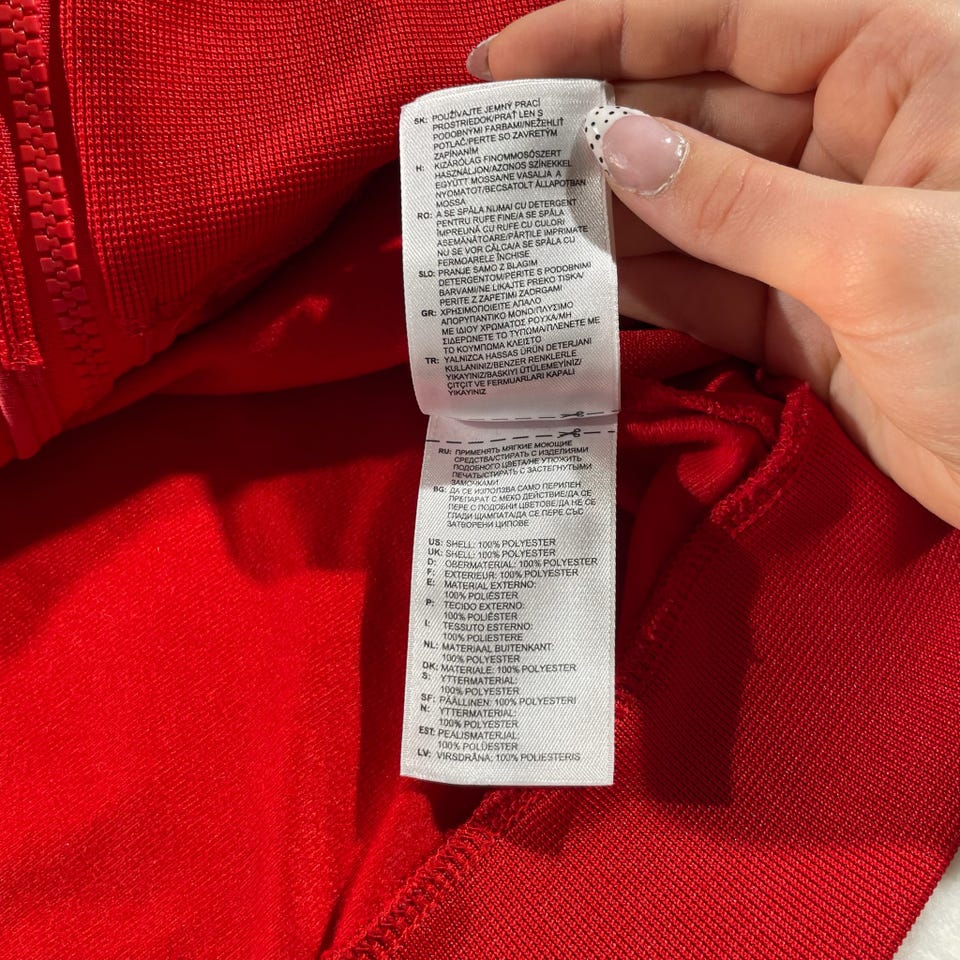 SK: POUŽÍVAJTE JEMNÝ PRACÍ
PROSTRIEDOK/PRAŤ LEN S
PODOBNYMI FARBAMI/NEŽEHLIŤ
POTLAČ/PERTE SO ZAVRETÝM
ZAPÍNANÍM
H: KIZÁRÓLAG FINOMMOSÓSZERT
HASZNÁLJON/AZONOS SZÍNEKKEL
EGYÜTT MOSSA/NE VASALJA A
NYOMATOT/BECSATOLT ÁLLAPOTBAN
MOSSA
RO: A SE SPĂLA NUMAI CU DETERGENT
PENTRU RUFE FINE/A SE SPĂLA
ÎMPREUNĂ CU RUFE CU CULORI
ASEMĂNĂTOARE/PĂRŢILE IMPRIMATE
NU SE VOR CĂLCA/A SE SPĂLA CU
FERMOARELE ÎNCHISE
SLO: PRANJE SAMO Z BLAGIM
DETERGENTOM/PERITE S PODOBNIMI
BARVAMI/NE LIKAJTE PREKO TISKA/
PERITE Z ZAPETIMI ZADRGAMI
GR: ΧΡΗΣΙΜΟΠΟΙΕΙΤΕ ΑΠΑΛΟ
ΑΠΟΡΥΠΑΝΤΙΚΟ ΜΟΝΟ/ΠΛΥΣΙΜΟ
ΜΕ ΙΔΙΟΥ ΧΡΩΜΑΤΟΣ ΡΟΥΧΑ/ΜΗ
ΣΙΔΕΡΩΝΕΤΕ ΤΟ ΤΥΠΩΜΑ/ΠΛΕΝΕΤΕ ΜΕ
ΤΟ ΚΟΥΜΠΩΜΑ ΚΛΕΙΣΤΟ
TR: YALNIZCA HASSAS ÜRÜN DETERJANI
KULLANINIZ/BENZER RENKLERLE
YIKAYINIZ/BASKIYI ÜTÜLEMEYİNİZ/
ÇITÇIT VE FERMUARLARI KAPALI
YIKAYINIZ
RU: ПРИМЕНЯТЬ МЯГКИЕ МОЮЩИЕ
СРЕДСТВА/СТИРАТЬ С ИЗДЕЛИЯМИ
ПОДОБНОГО ЦВЕТА/НЕ УТЮЖИТЬ
ПЕЧАТЬ/СТИРАТЬ С ЗАСТЕГНУТЫМИ
ЗАМОЧКАМИ
BG: ДА СЕ ИЗПОЛЗВА САМО ПЕРИЛЕН
ПРЕПАРАТ С МЕКО ДЕЙСТВИЕ/ДА СЕ
ПЕРЕ С ПОДОБНИ ЦВЕТОВЕ/ДА НЕ СЕ
ГЛАДИ ЩАМПАТА/ДА СЕ ПЕРЕ СЪС
ЗАТВОРЕНИ ЦИПОВЕ
US: SHELL: 100% POLYESTER
UK: SHELL: 100% POLYESTER
D: OBERMATERIAL: 100% POLYESTER
F: EXTERIEUR: 100% POLYESTER
E: MATERIAL EXTERNO:
100% POLIÉSTER
P: TECIDO EXTERNO:
100% POLIÉSTER
I: TESSUTO ESTERNO:
100% POLIESTERE
NL: MATERIAAL BUITENKANT:
100% POLYESTER
DK: MATERIALE: 100% POLYESTER
S: YTTERMATERIAL:
100% POLYESTER
SF: PÄÄLLINEN: 100% POLYESTERI
N: YTTERMATERIAL:
100% POLYESTER
EST: PEALISMATERJAL:
100% POLÜESTER
LV: VIRSDRĀNA: 100% POLIESTERIS